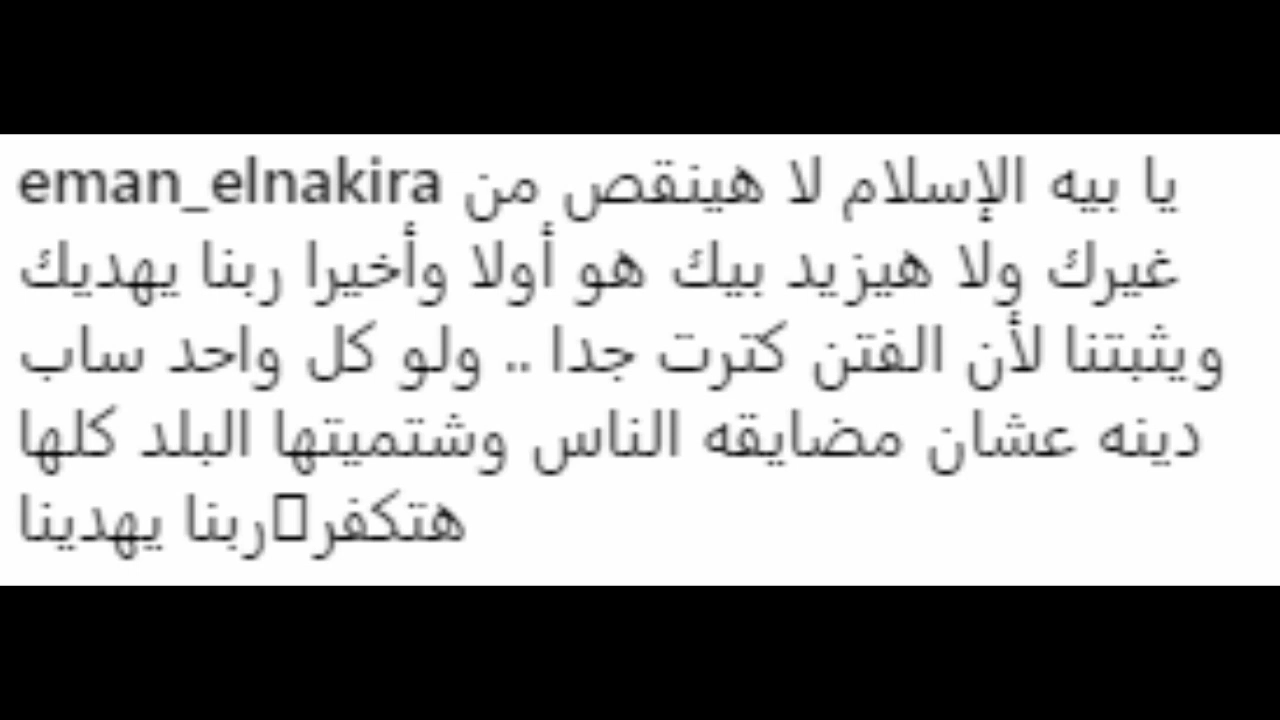 eman_elnakira يا بيه الإسلام لا هينقص من
غيرك ولا هيزيد بيك هو أولا وأخيرا ربنا يهديك
ويثبتنا لأن الفتن كترت جدا .. ولو كل واحد ساب
دينه عشان مضايقه الناس وشتميتها البلد كلها
هتكفر▯ربنا يهدينا